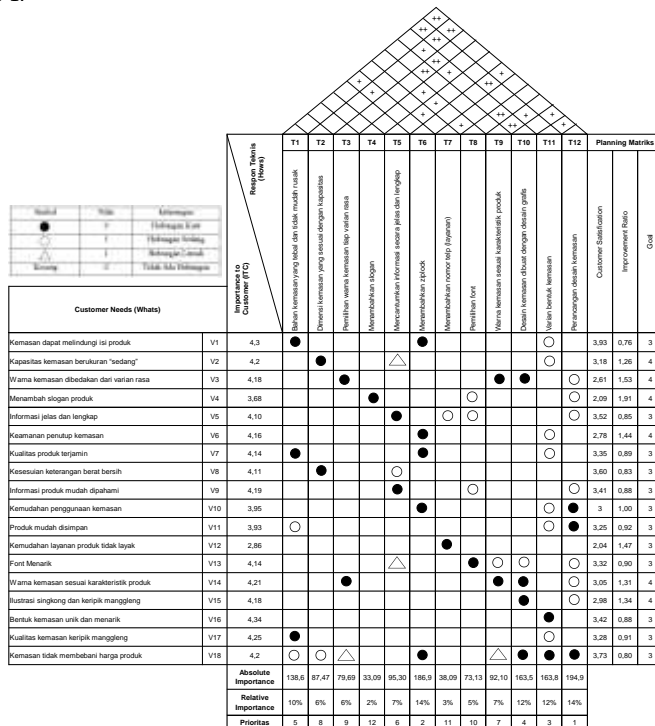 T1 T2 T3 T4 T5 T6 T7 T8 T9 T10 T11 T12 Planning Matriks
Respon Teknis (Hows)
Importance to Customer (ITC)
Bahan kemasan yang tebal dan tidak mudah rusak
Dimensi kemasan yang sesuai dengan kapasitas
Pemilihan warna kemasan tiap varian rasa
Menambahkan slogan
Mencantumkan informasi secara jelas dan lengkap
Menambahkan ziplock
Menambahkan nomor telp (layanan)
Pemilihan font
Warna kemasan sesuai karakteristik produk
Desain kemasan dibuat dengan desain grafis
Varian bentuk kemasan
Perancangan desain kemasan
Customer Satisfication
Improvement Ratio
Goal
Simbol Nilai Keterangan
Hubungan Kuat
Hubungan Sedang
Hubungan Lemah
Kosong Tidak Ada Hubungan
Customer Needs (Whats)
Kemasan dapat melindungi isi produk V1 4,3 3,93 0,76 3
Kapasitas kemasan berukuran “sedang” V2 4,2 3,18 1,26 4
Warna kemasan dibedakan dari varian rasa V3 4,18 2,61 1,53 4
Menambah slogan produk V4 3,68 2,09 1,91 4
Informasi jelas dan lengkap V5 4,10 3,52 0,85 3
Keamanan penutup kemasan V6 4,16 2,78 1,44 4
Kualitas produk terjamin V7 4,14 3,35 0,89 3
Kesesuian keterangan berat bersih V8 4,11 3,60 0,83 3
Informasi produk mudah dipahami V9 4,19 3,41 0,88 3
Kemudahan penggunaan kemasan V10 3,95 3 1,00 3
Produk mudah disimpan V11 3,93 3,25 0,92 3
Kemudahan layanan produk tidak layak V12 2,86 2,04 1,47 3
Font Menarik V13 4,14 3,32 0,90 3
Warna kemasan sesuai karakteristik produk V14 4,21 3,05 1,31 4
Ilustrasi singkong dan keripik manggleng V15 4,18 2,98 1,34 4
Bentuk kemasan unik dan menarik V16 4,34 3,42 0,88 3
Kualitas kemasan keripik manggleng V17 4,25 3,28 0,91 3
Kemasan tidak membebani harga produk V18 4,2 3,73 0,80 3
Absolute Importance 138,6 87,47 79,69 33,09 95,30 186,9 38,09 73,13 92,10 163,5 163,8 194,9
Relative Importance 10% 6% 6% 2% 7% 14% 3% 5% 7% 12% 12% 14%
Prioritas 5 8 9 12 6 2 11 10 7 4 3 1